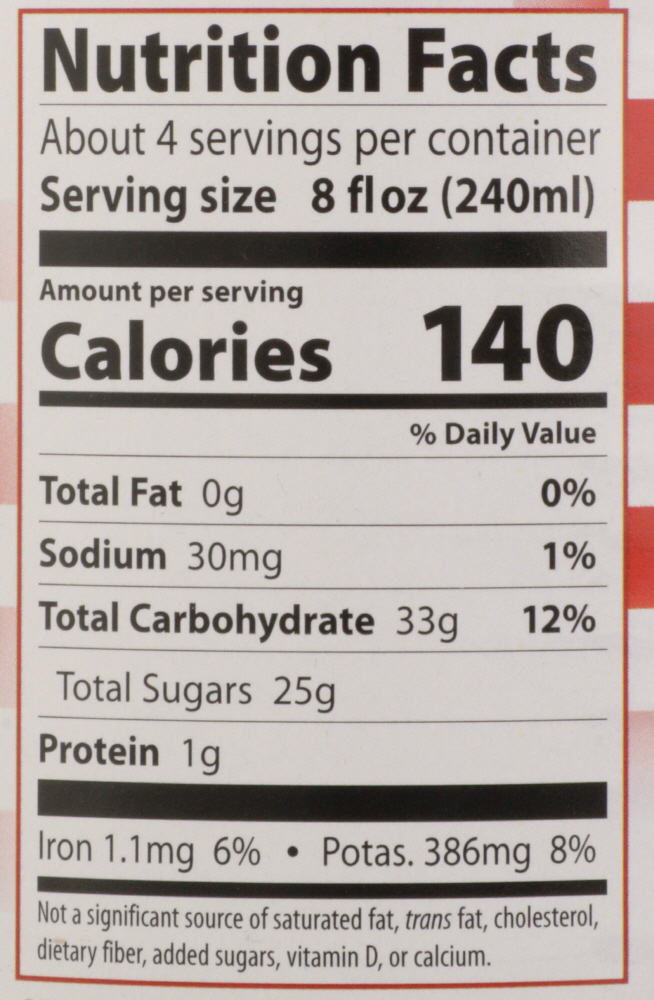 Nutrition Facts
About 4 servings per container
Serving size 8 fl oz (240ml)
Amount per serving
Calories 140
% Daily Value
Total Fat 0g 0%
Sodium 30mg 1%
Total Carbohydrate 33g 12%
Total Sugars 25g
Protein 1g
Iron 1.1mg 6% • Potas. 386mg 8%
Not a significant source of saturated fat, trans fat, cholesterol,
dietary fiber, added sugars, vitamin D, or calcium.